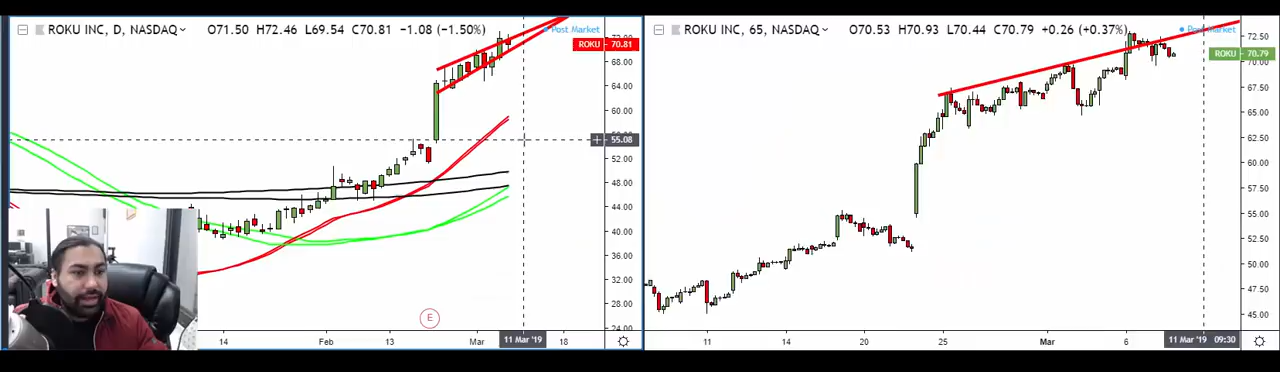 ROKU INC, D, NASDAQ O71.50 H72.46 L69.54 C70.81 −1.08 (−1.50%)
Post Market
ROKU 70.81
68.00
64.00
60.00
55.08
52.00
48.00
44.00
40.00
36.00
32.00
28.00
24.00
E
14 Feb 13 Mar 11 Mar '19 18
ROKU INC, 65, NASDAQ O70.53 H70.93 L70.44 C70.79 +0.26 (+0.37%)
Post Market
72.50
ROKU 70.79
70.00
67.50
65.00
62.50
60.00
57.50
55.00
52.50
50.00
47.50
45.00
11 14 20 25 Mar 6 11 Mar '19 09:30